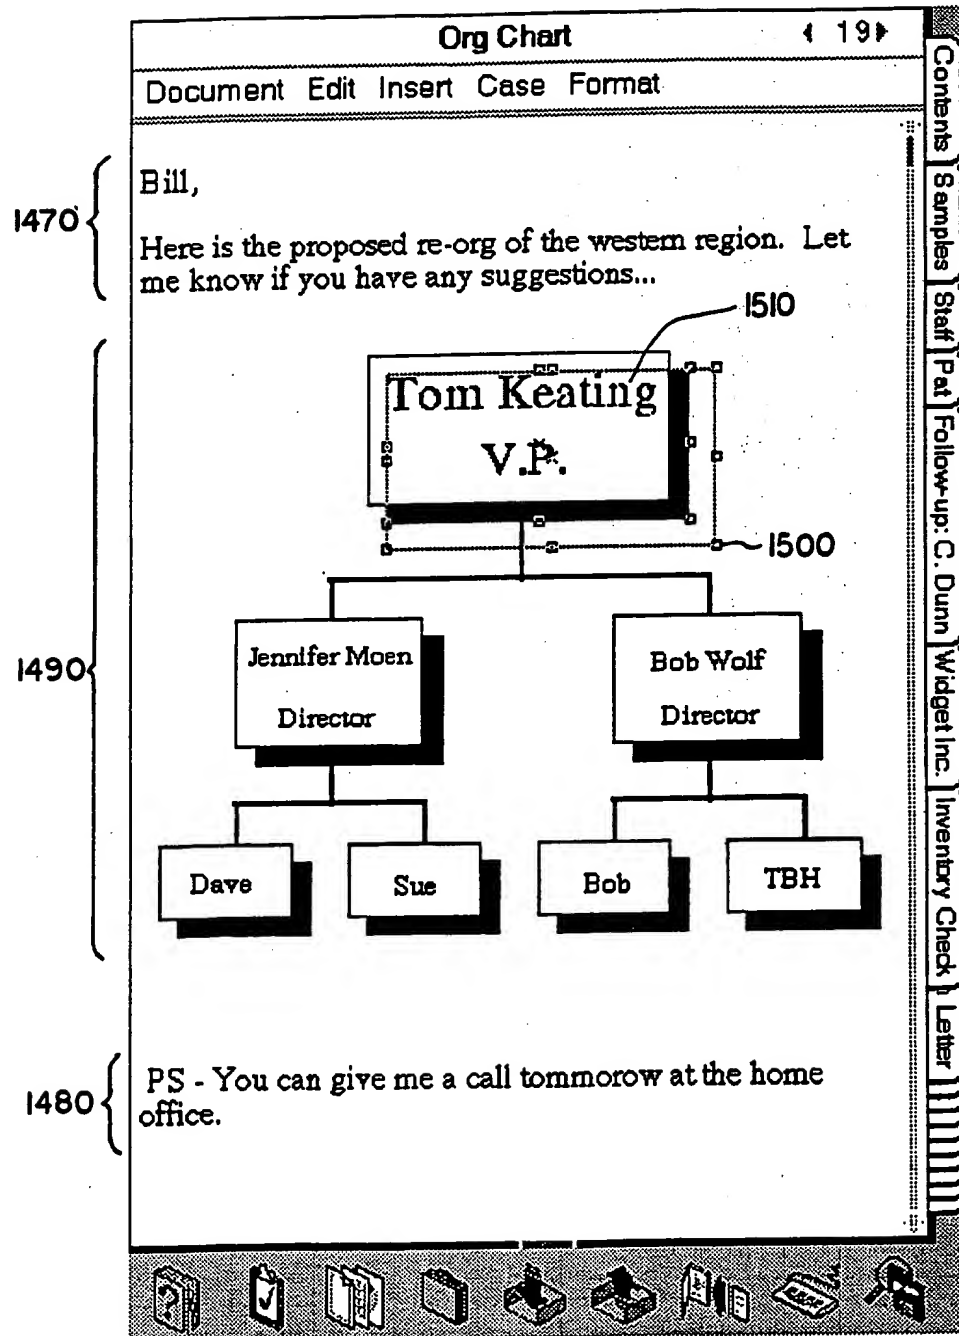 Org Chart
19
Document Edit Insert Case Format
1470
Bill,
Here is the proposed re-org of the western region. Let
me know if you have any suggestions...
1510
Tom Keating
V.P.
1500
1490
Jennifer Moen
Director
Bob Wolf
Director
Dave
Sue
Bob
TBH
1480
PS - You can give me a call tommorow at the home
office.
Contents
Samples
Staff
Pat
Follow-up: C. Dunn
Widget Inc.
Inventory Check
Letter